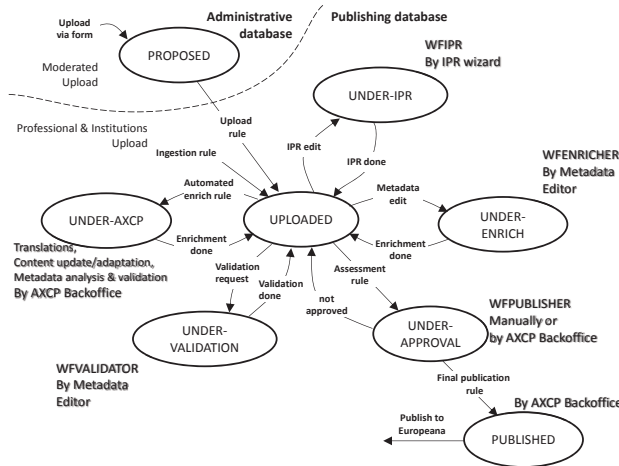 Upload
via form
Administrative
database
Publishing database
PROPOSED
Moderated
Upload
WFIPR
By IPR wizard
UNDER-IPR
Professional & Institutions
Upload
Upload
rule
IPR edit
IPR done
Ingestion rule
WFENRICHER
By Metadata
Editor
Automated
enrich rule
Metadata
edit
UNDER-AXCP
UPLOADED
UNDER-
ENRICH
Enrichment
done
Enrichment
done
Translations,
Content update/adaptation,
Metadata analysis & validation
By AXCP Backoffice
Validation
request
Validation
done
Assessment
rule
not
approved
WFPUBLISHER
Manually or
by AXCP Backoffice
UNDER-
VALIDATION
UNDER-
APPROVAL
WFVALIDATOR
By Metadata
Editor
Final publication
rule
By AXCP Backoffice
Publish to
Europeana
PUBLISHED